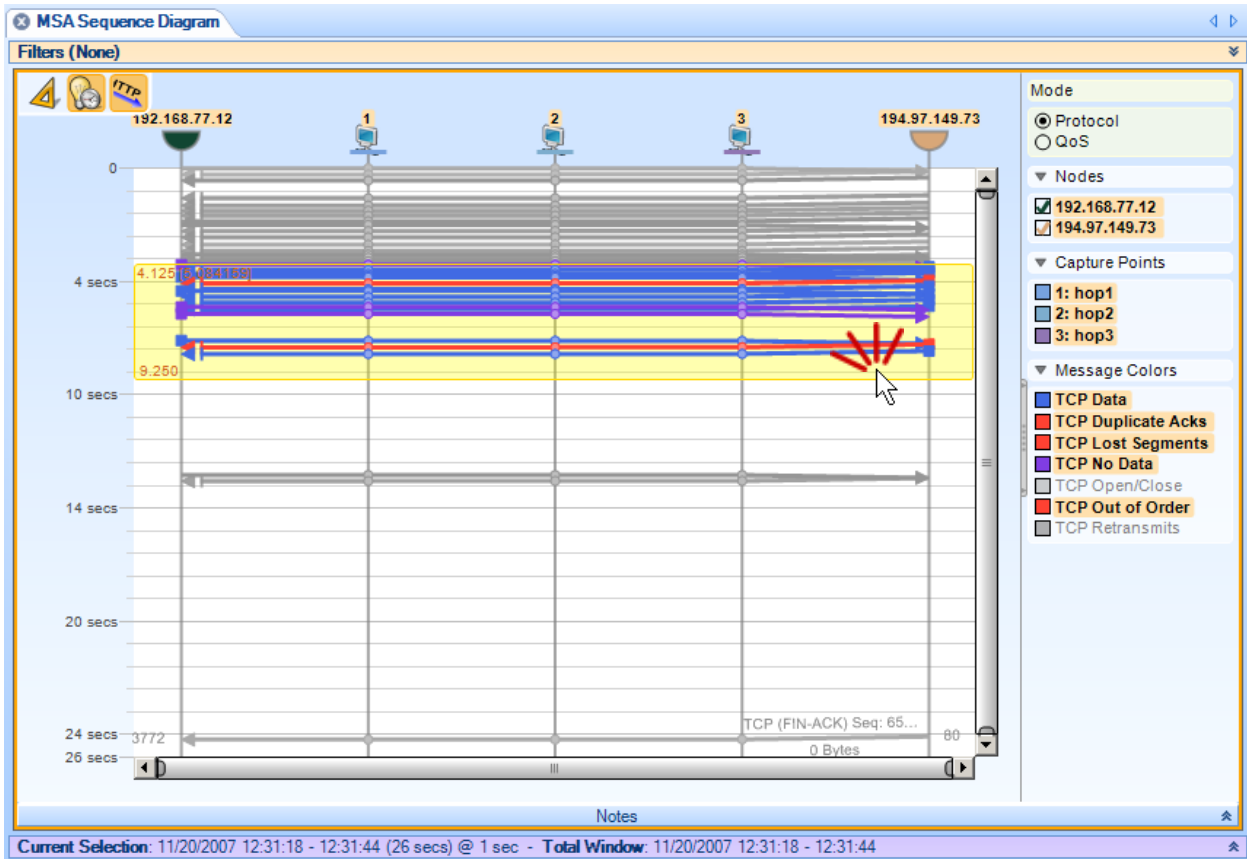 MSA Sequence Diagram
Filters (None)
HTTP
192.168.77.12
1
2
3
194.97.149.73
0
4.125
4 secs
9.250
10 secs
14 secs
20 secs
24 secs
26 secs
3772
TCP (FIN-ACK) Seq: 65...
0 Bytes
80
Mode
Protocol
QoS
Nodes
192.168.77.12
194.97.149.73
Capture Points
1: hop1
2: hop2
3: hop3
Message Colors
TCP Data
TCP Duplicate Acks
TCP Lost Segments
TCP No Data
TCP Open/Close
TCP Out of Order
TCP Retransmits
Notes
Current Selection: 11/20/2007 12:31:18 - 12:31:44 (26 secs) @ 1 sec - Total Window: 11/20/2007 12:31:18 - 12:31:44